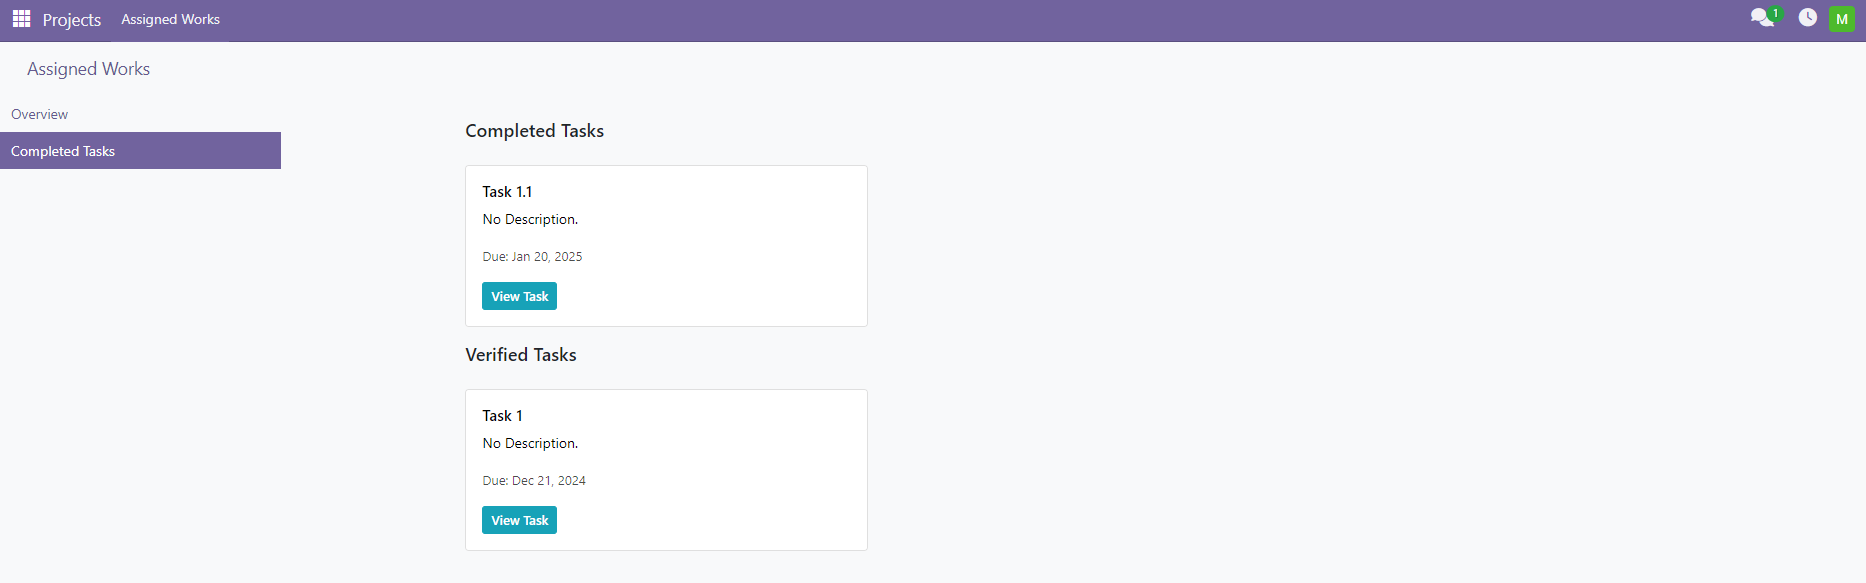 Projects Assigned Works 1 M
Assigned Works
Overview
Completed Tasks
Completed Tasks
Task 1.1
No Description.
Due: Jan 20, 2025
View Task
Verified Tasks
Task 1
No Description.
Due: Dec 21, 2024
View Task